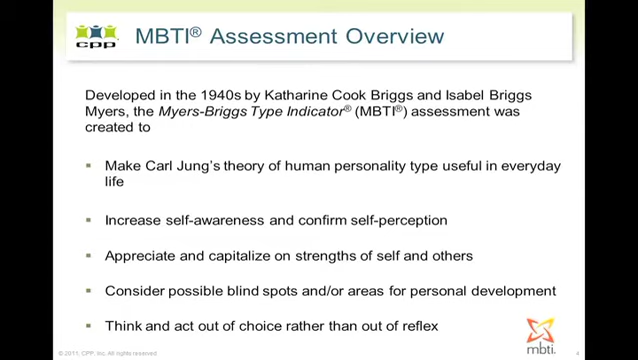 cpp
MBTI® Assessment Overview
Developed in the 1940s by Katharine Cook Briggs and Isabel Briggs
Myers, the Myers-Briggs Type Indicator® (MBTI®) assessment was
created to
Make Carl Jung's theory of human personality type useful in everyday
life
Increase self-awareness and confirm self-perception
Appreciate and capitalize on strengths of self and others
Consider possible blind spots and/or areas for personal development
Think and act out of choice rather than out of reflex
mbti.
© 2011, CPP, Inc. All rights reserved.
4